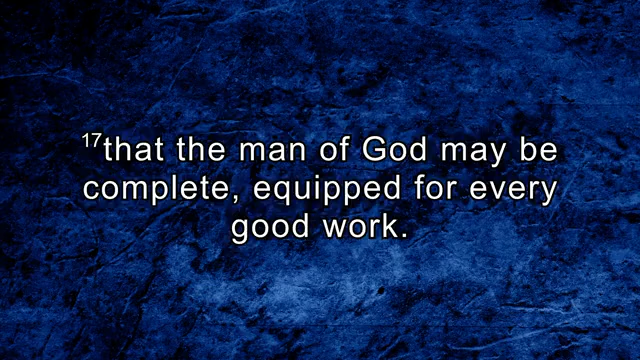 17that the man of God may be
complete, equipped for every
good work.